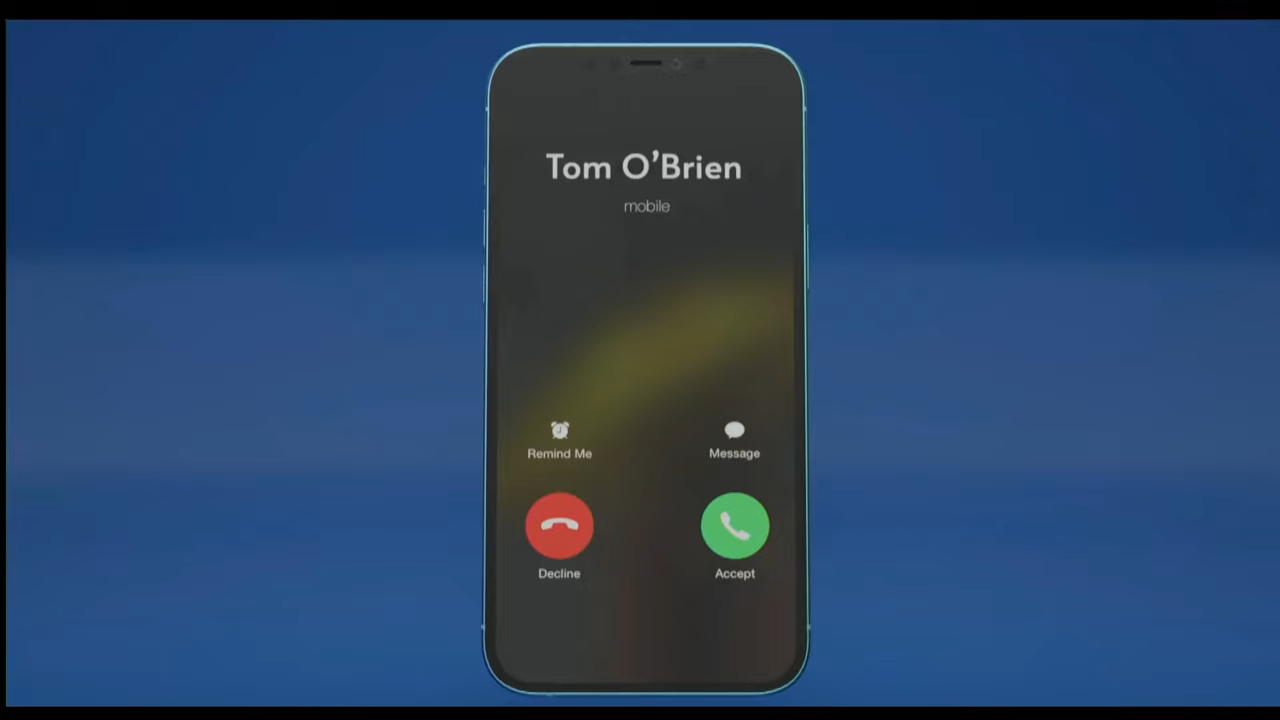 Tom O’Brien
mobile
Remind Me
Message
Decline
Accept